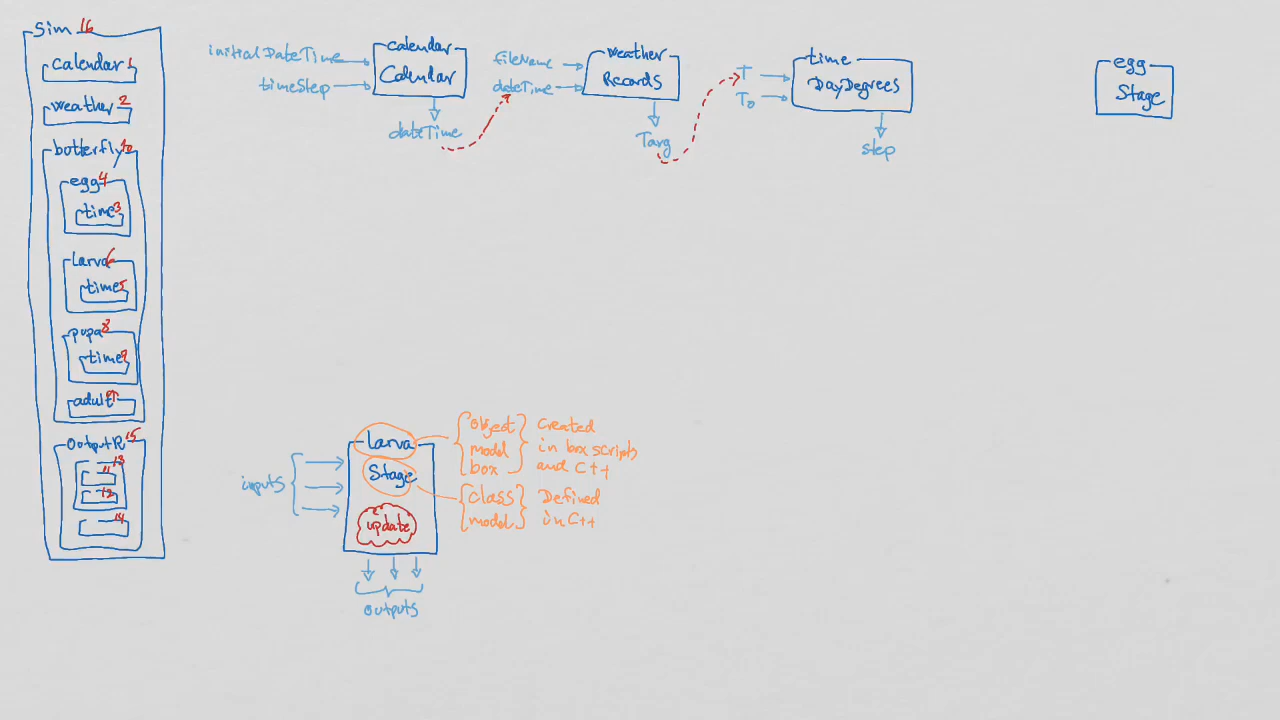 Sim 16
calendar 1
weather 2
butterfly 10
egg 4
time 3
Larva 6
time 5
pupa 8
time 7
adult 9
OutputR 15
13
11
12
14
initialDateTime
timeStep
calendar
Calendar
dateTime
fileName
dateTime
weather
Records
Tavg
T
To
time
DayDegrees
step
egg
Stage
inputs
Larva
Stage
update
outputs
object
model
box
Created
in box scripts
and C++
class
model
Defined
in C++